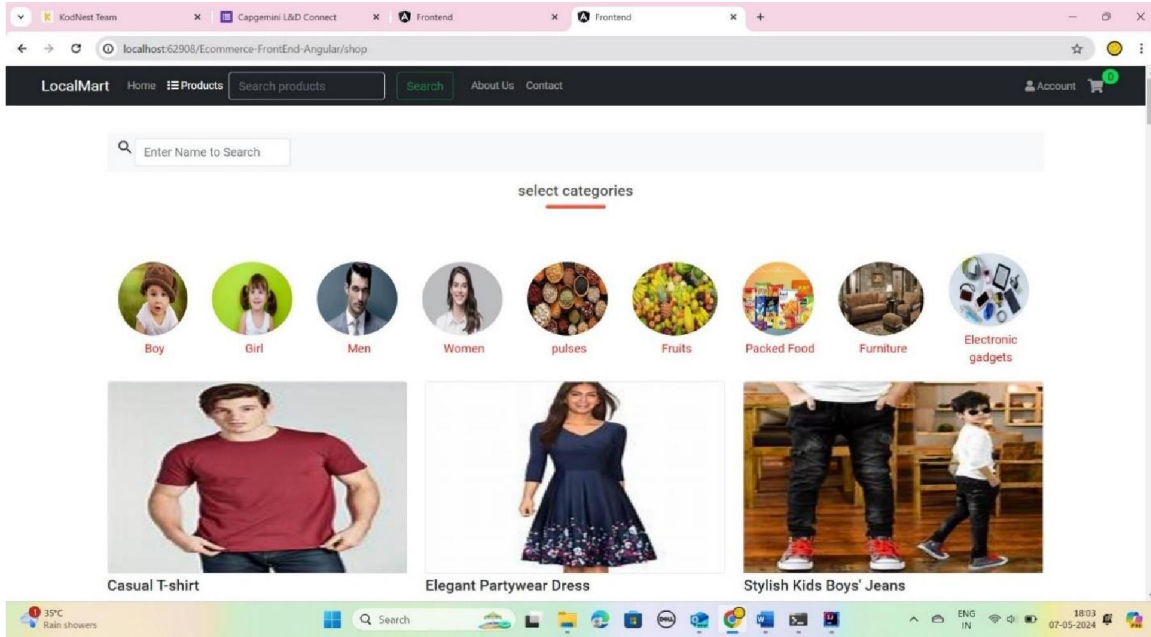 KodNest Team
Capgemini L&D Connect
Frontend
Frontend
localhost:62908/Ecommerce-FrontEnd-Angular/shop
LocalMart Home Products Search products Search About Us Contact Account 0
Enter Name to Search
select categories
Boy Girl Men Women pulses Fruits Packed Food Furniture Electronic
gadgets
Casual T-shirt Elegant Partywear Dress Stylish Kids Boys' Jeans
35°C
Rain showers
Search
ENG
IN
18:03
07-05-2024